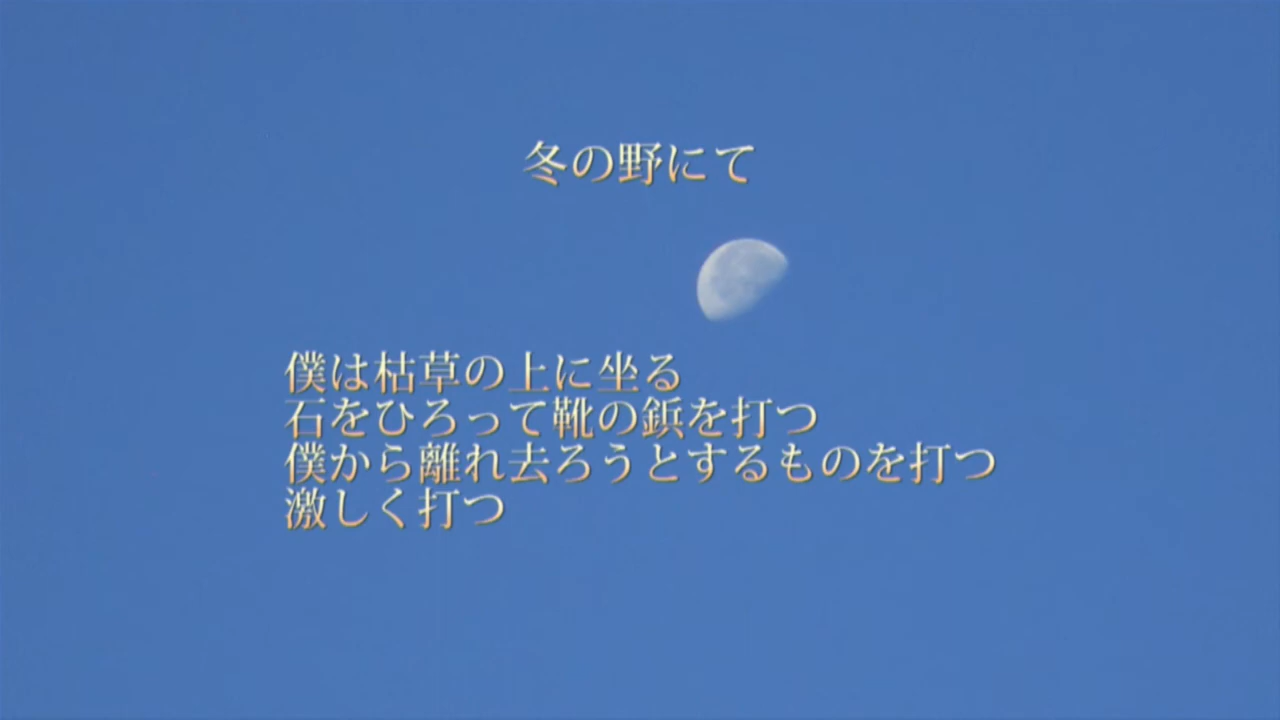 冬の野にて
僕は枯草の上に坐る
石をひろって靴の鋲を打つ
僕から離れ去ろうとするものを打つ
激しく打つ